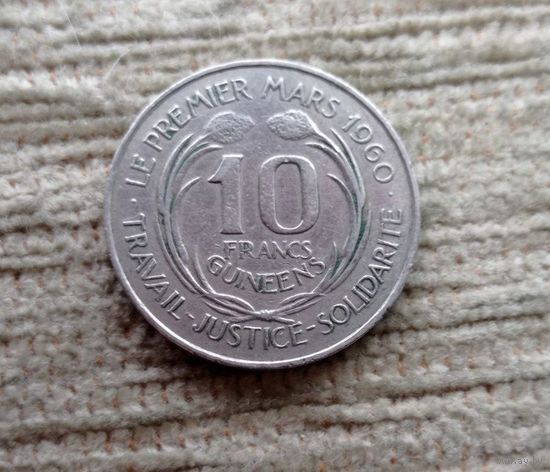 · LE PREMIER MARS 1960 ·
10
FRANCS
GUINEENS
TRAVAIL - JUSTICE - SOLIDARITE